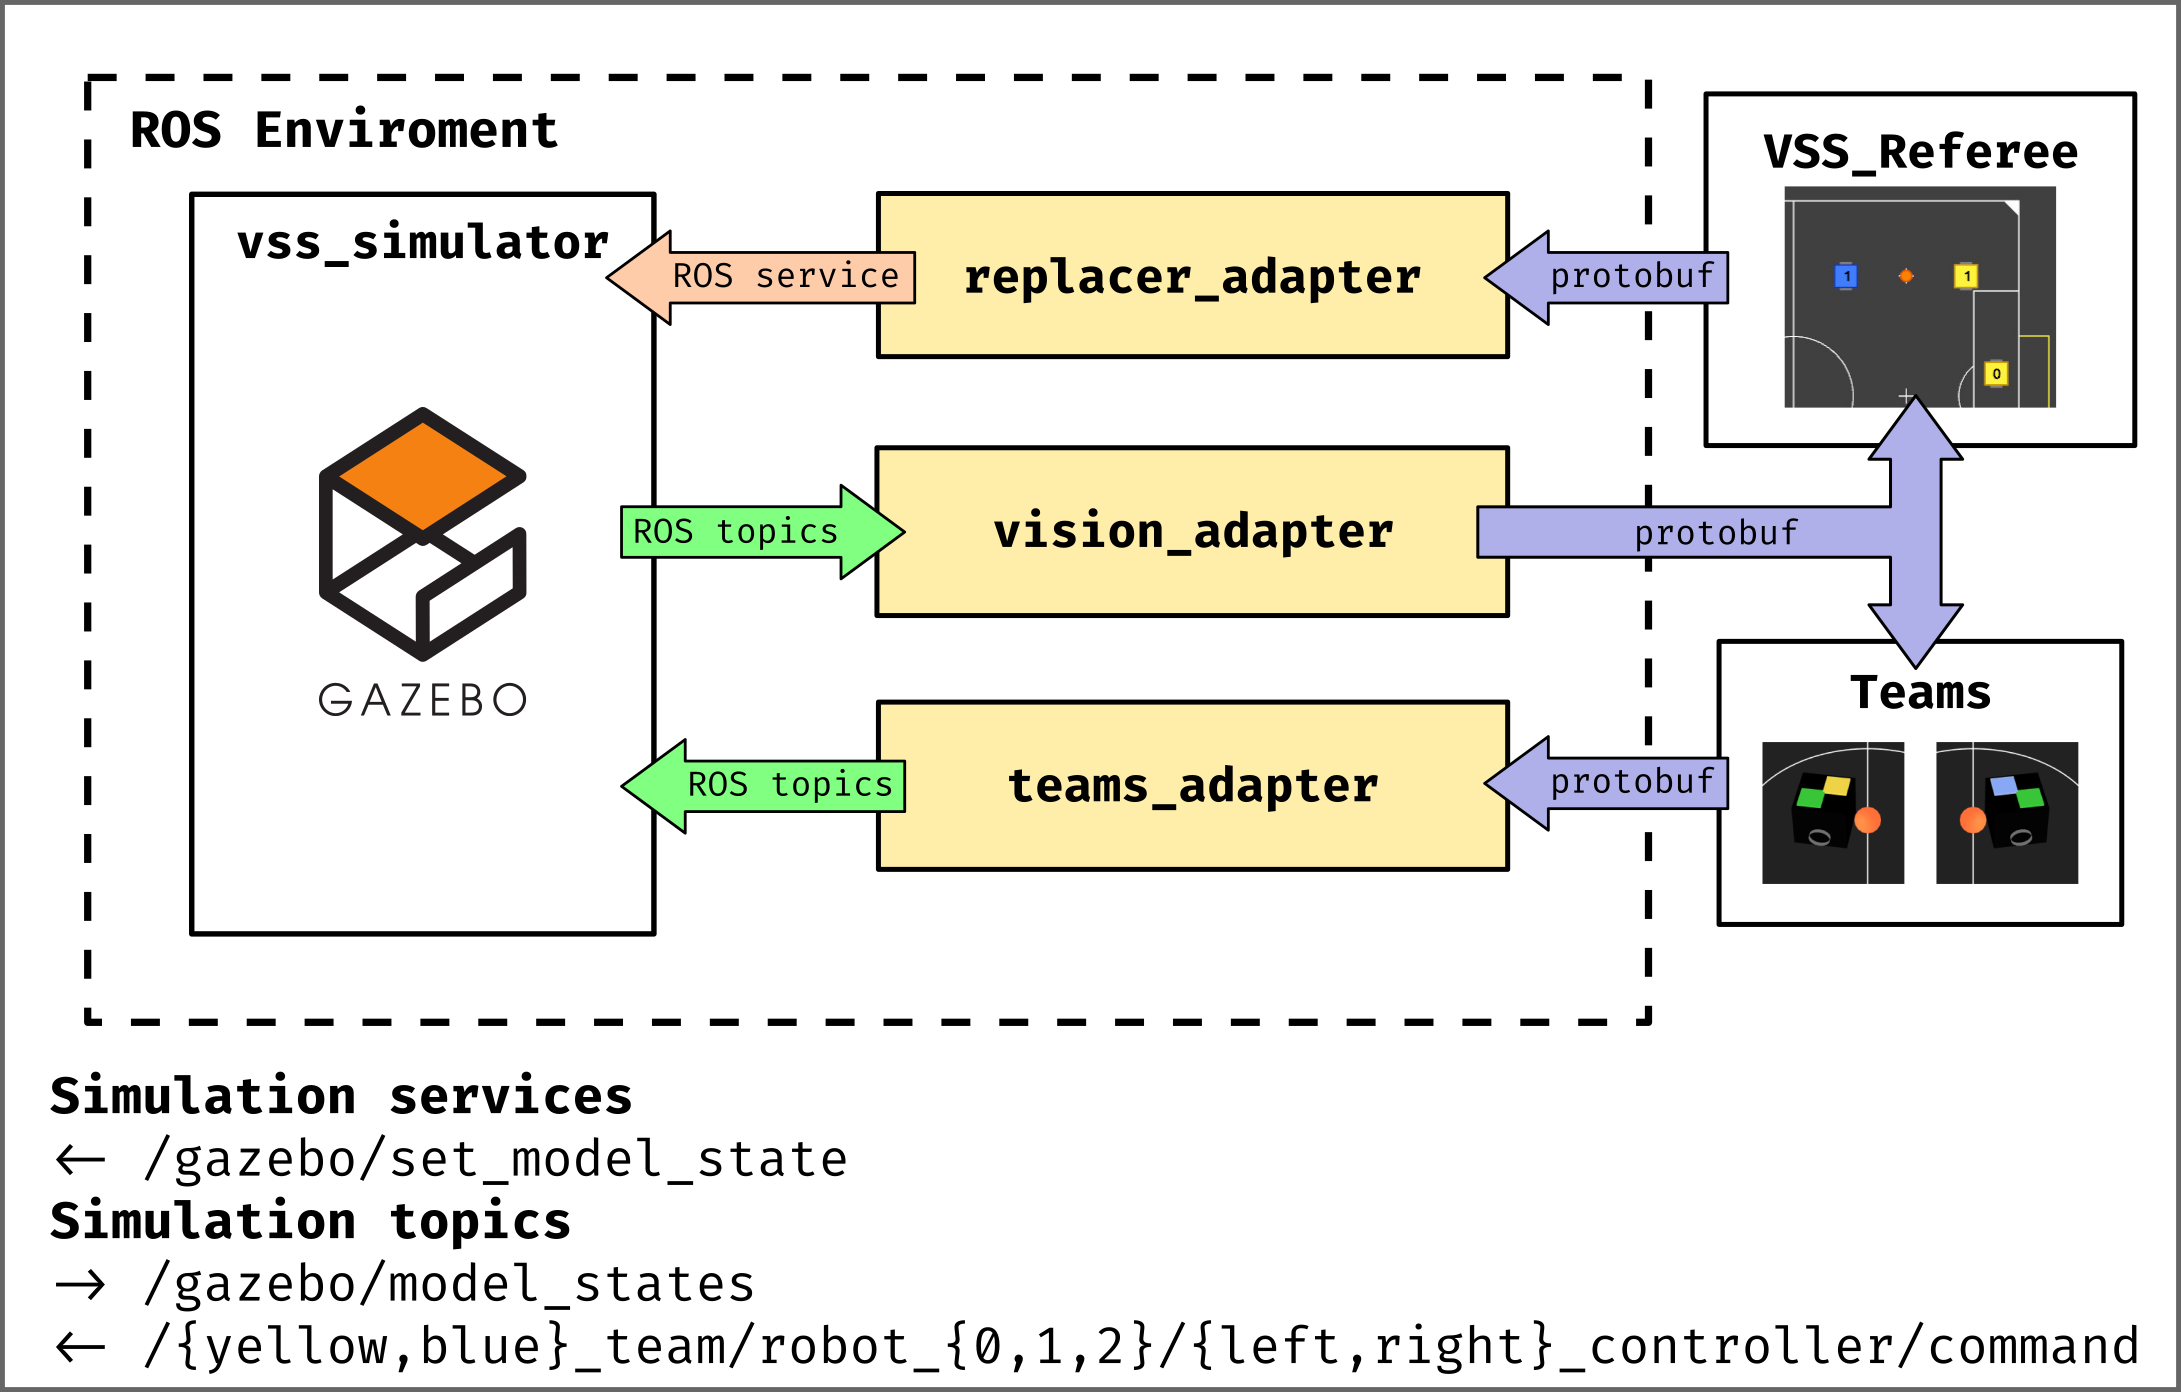 ROS Enviroment
VSS_Referee
vss_simulator
ROS service
replacer_adapter
protobuf
1
1
0
ROS topics
vision_adapter
protobuf
GAZEBO
Teams
ROS topics
teams_adapter
protobuf
0
0
Simulation services
← /gazebo/set_model_state
Simulation topics
→ /gazebo/model_states
← /{yellow,blue}_team/robot_{0,1,2}/{left,right}_controller/command